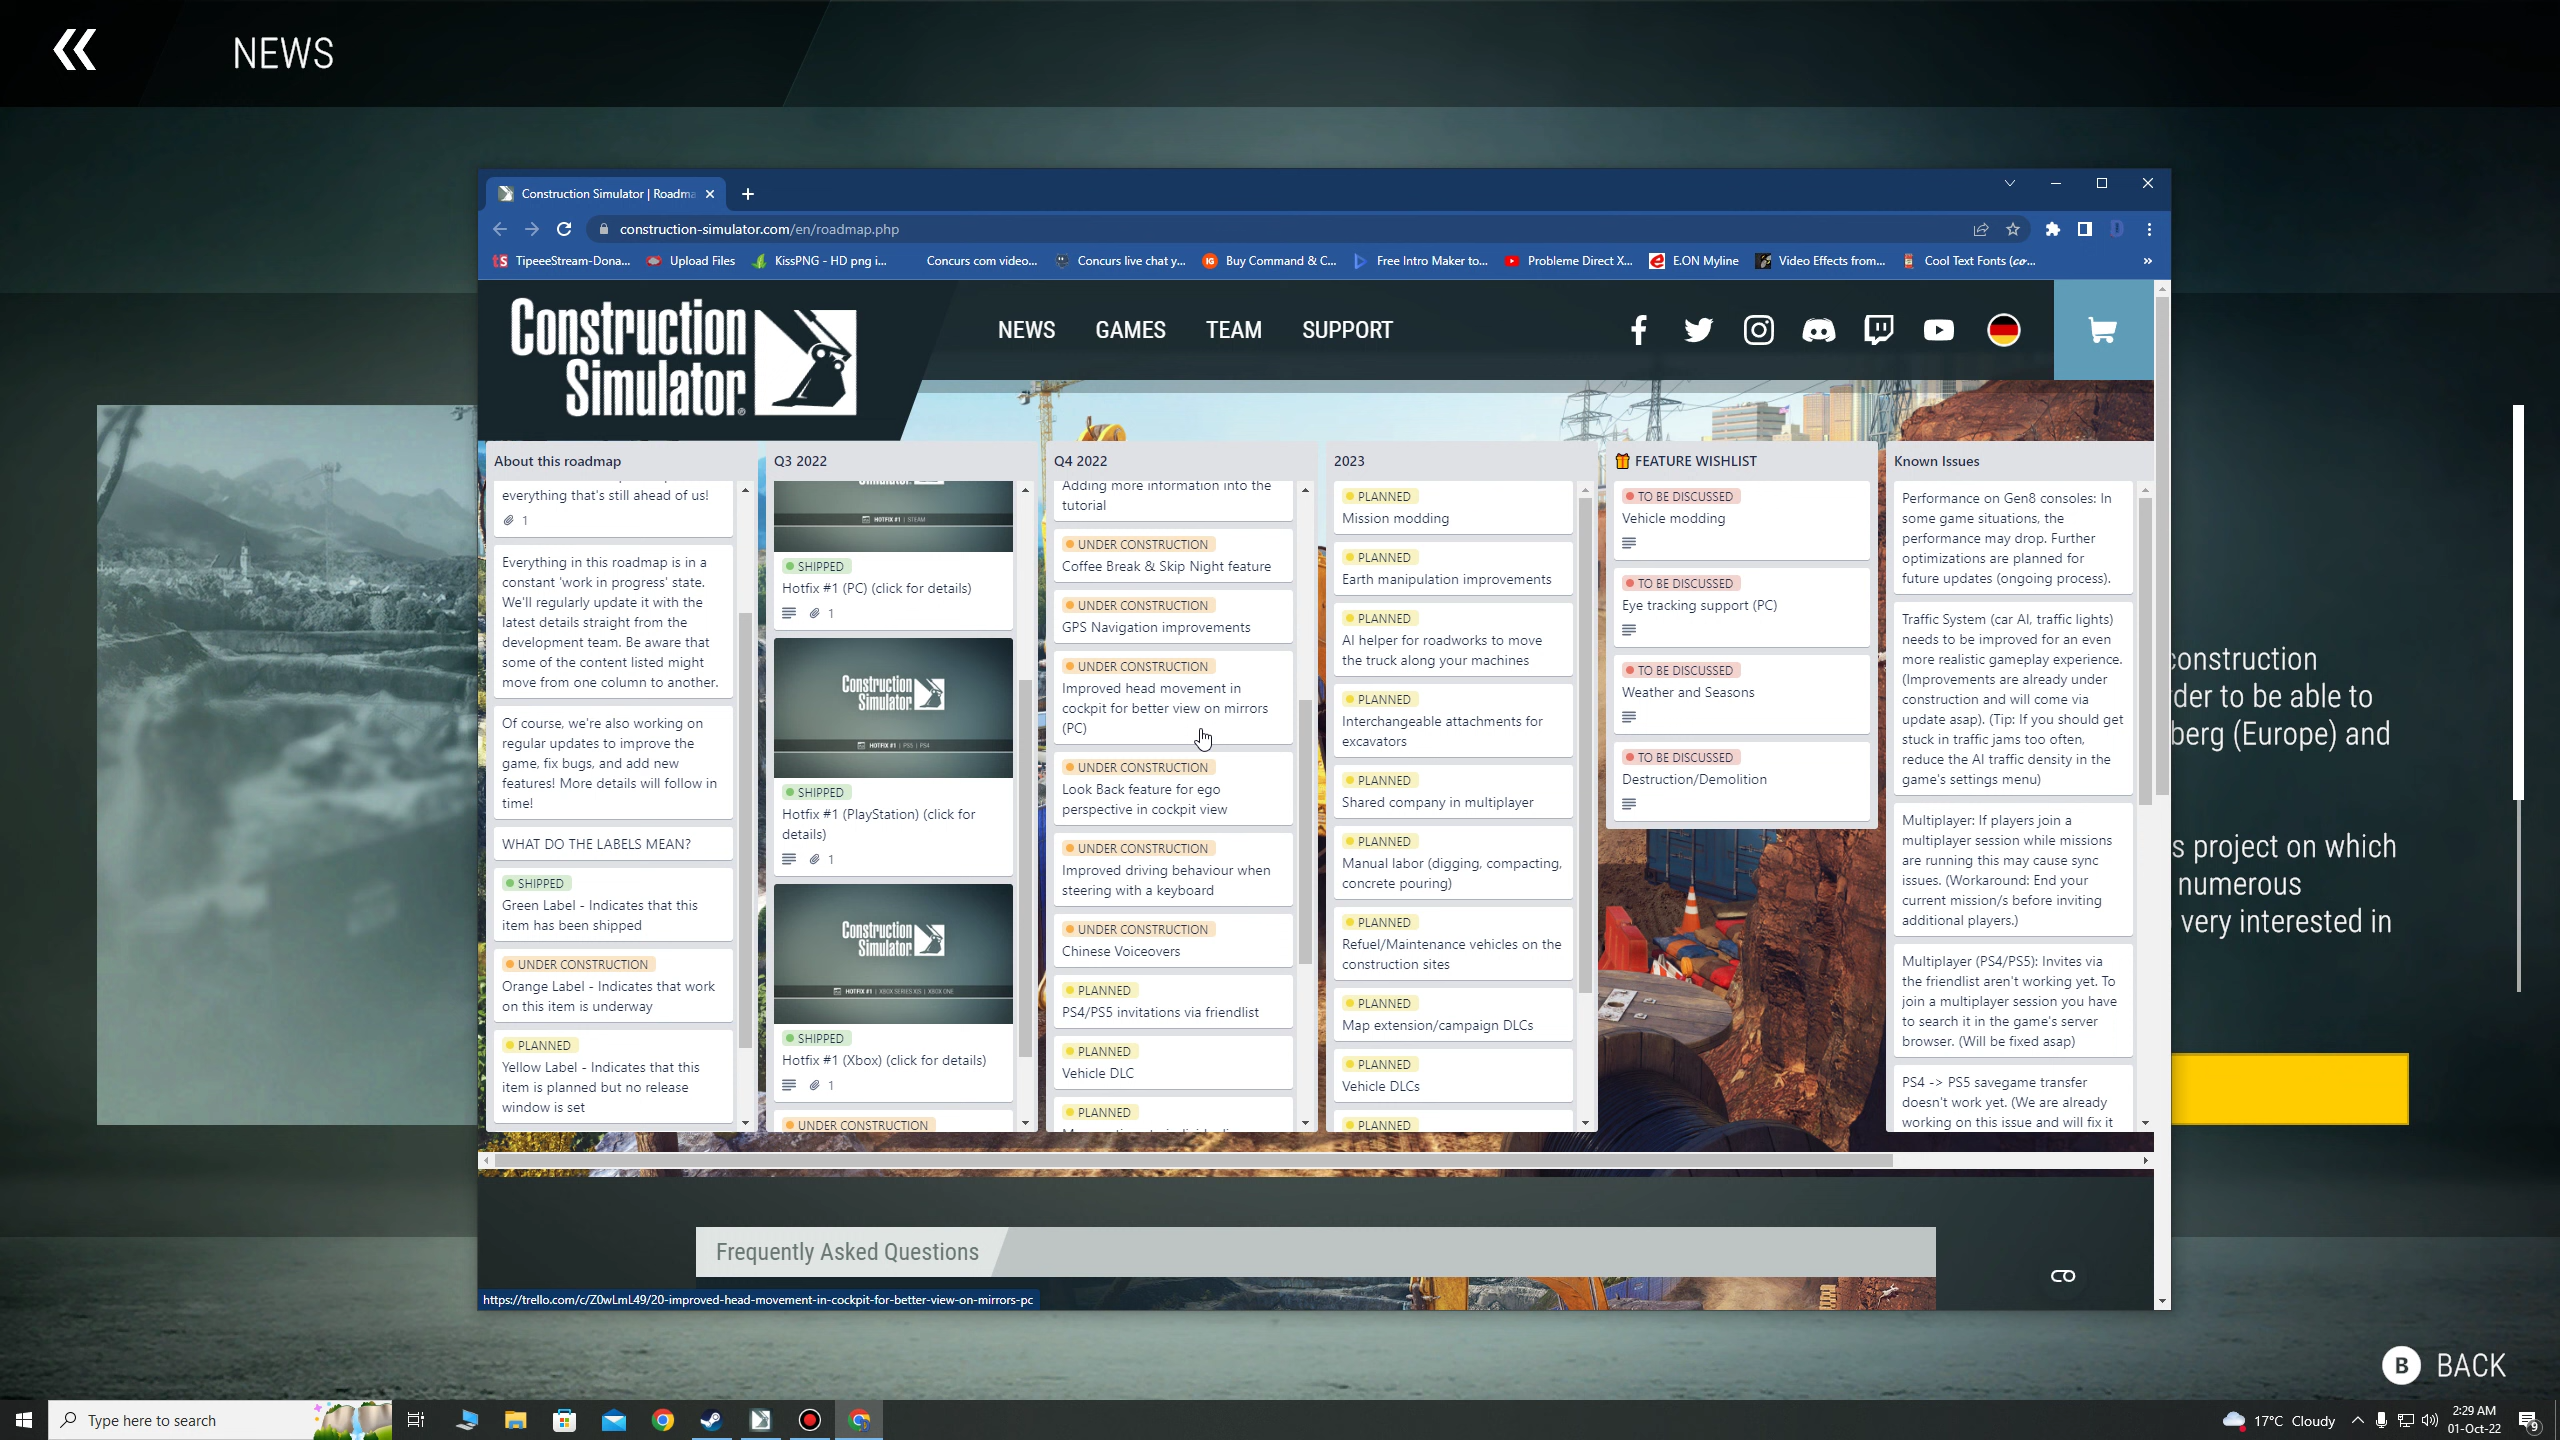 NEWS
Construction Simulator | Roadma
construction-simulator.com/en/roadmap.php
TipeeeStream-Dona...
Upload Files
KissPNG - HD png i...
Concurs com video...
Concurs live chat y...
Buy Command & C...
Free Intro Maker to...
Probleme Direct X...
E.ON Myline
Video Effects from...
Cool Text Fonts (co...
»
Construction
Simulator
NEWS
GAMES
TEAM
SUPPORT
About this roadmap
everything that's still ahead of us!
1
Everything in this roadmap is in a
constant 'work in progress' state.
We'll regularly update it with the
latest details straight from the
development team. Be aware that
some of the content listed might
move from one column to another.
Of course, we're also working on
regular updates to improve the
game, fix bugs, and add new
features! More details will follow in
time!
WHAT DO THE LABELS MEAN?
SHIPPED
Green Label - Indicates that this
item has been shipped
UNDER CONSTRUCTION
Orange Label - Indicates that work
on this item is underway
PLANNED
Yellow Label - Indicates that this
item is planned but no release
window is set
Q3 2022
HOTFIX #1 | STEAM
SHIPPED
Hotfix #1 (PC) (click for details)
1
Construction
Simulator
HOTFIX #1 | PS5 | PS4
SHIPPED
Hotfix #1 (PlayStation) (click for
details)
1
Construction
Simulator
HOTFIX #1 | XBOX SERIES X|S | XBOX ONE
SHIPPED
Hotfix #1 (Xbox) (click for details)
1
UNDER CONSTRUCTION
Q4 2022
Adding more information into the
tutorial
UNDER CONSTRUCTION
Coffee Break & Skip Night feature
UNDER CONSTRUCTION
GPS Navigation improvements
UNDER CONSTRUCTION
Improved head movement in
cockpit for better view on mirrors
(PC)
UNDER CONSTRUCTION
Look Back feature for ego
perspective in cockpit view
UNDER CONSTRUCTION
Improved driving behaviour when
steering with a keyboard
UNDER CONSTRUCTION
Chinese Voiceovers
PLANNED
PS4/PS5 invitations via friendlist
PLANNED
Vehicle DLC
PLANNED
2023
PLANNED
Mission modding
PLANNED
Earth manipulation improvements
PLANNED
AI helper for roadworks to move
the truck along your machines
PLANNED
Interchangeable attachments for
excavators
PLANNED
Shared company in multiplayer
PLANNED
Manual labor (digging, compacting,
concrete pouring)
PLANNED
Refuel/Maintenance vehicles on the
construction sites
PLANNED
Map extension/campaign DLCs
PLANNED
Vehicle DLCs
PLANNED
FEATURE WISHLIST
TO BE DISCUSSED
Vehicle modding
TO BE DISCUSSED
Eye tracking support (PC)
TO BE DISCUSSED
Weather and Seasons
TO BE DISCUSSED
Destruction/Demolition
Known Issues
Performance on Gen8 consoles: In
some game situations, the
performance may drop. Further
optimizations are planned for
future updates (ongoing process).
Traffic System (car AI, traffic lights)
needs to be improved for an even
more realistic gameplay experience.
(Improvements are already under
construction and will come via
update asap). (Tip: If you should get
stuck in traffic jams too often,
reduce the AI traffic density in the
game's settings menu)
Multiplayer: If players join a
multiplayer session while missions
are running this may cause sync
issues. (Workaround: End your
current mission/s before inviting
additional players.)
Multiplayer (PS4/PS5): Invites via
the friendlist aren't working yet. To
join a multiplayer session you have
to search it in the game's server
browser. (Will be fixed asap)
PS4 -> PS5 savegame transfer
doesn't work yet. (We are already
working on this issue and will fix it
construction
rder to be able to
berg (Europe) and
s project on which
numerous
very interested in
Frequently Asked Questions
https://trello.com/c/Z0wLmL49/20-improved-head-movement-in-cockpit-for-better-view-on-mirrors-pc
B BACK
Type here to search
17°C Cloudy
2:29 AM
01-Oct-22
9